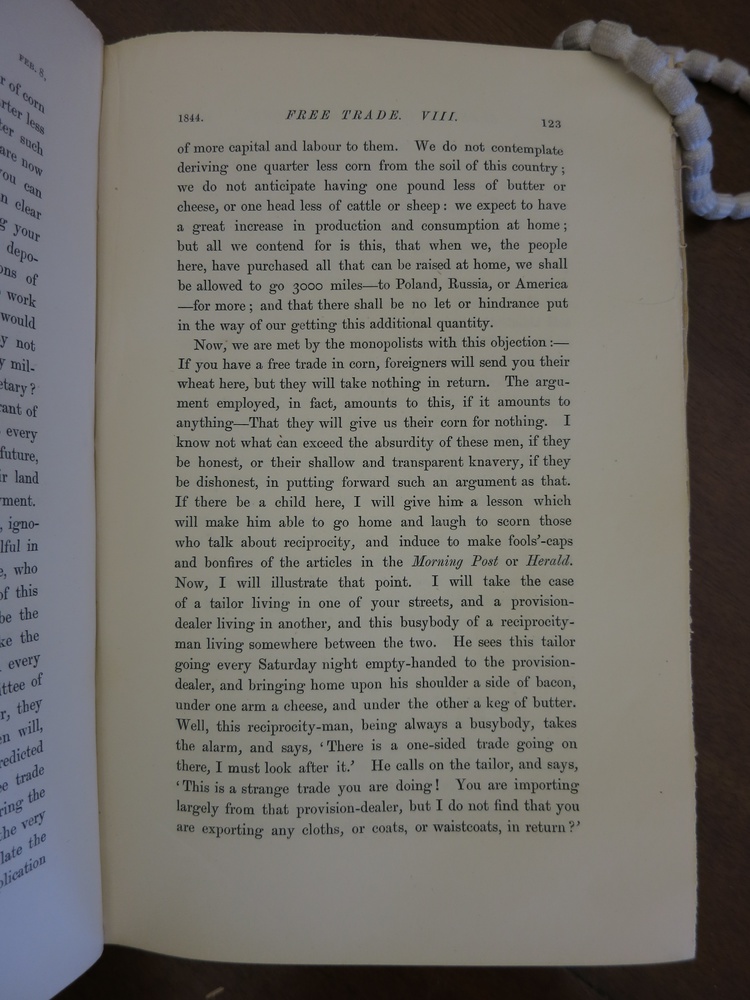 FEB. 8,
r of corn
rter less
ter such
are now
you can
n clear
g your
depo-
ons of
work
would
y not
y mil-
etary?
rant of
every
future,
ir land
rment.
, igno-
lful in
e, who
of this
be the
ke the
every
ittee of
r, they
n will,
redicted
e trade
ring the
the very
late the
plication
1844. FREE TRADE. VIII. 123
of more capital and labour to them. We do not contemplate
deriving one quarter less corn from the soil of this country;
we do not anticipate having one pound less of butter or
cheese, or one head less of cattle or sheep: we expect to have
a great increase in production and consumption at home;
but all we contend for is this, that when we, the people
here, have purchased all that can be raised at home, we shall
be allowed to go 3000 miles—to Poland, Russia, or America
—for more; and that there shall be no let or hindrance put
in the way of our getting this additional quantity.
Now, we are met by the monopolists with this objection:—
If you have a free trade in corn, foreigners will send you their
wheat here, but they will take nothing in return. The argu-
ment employed, in fact, amounts to this, if it amounts to
anything—That they will give us their corn for nothing. I
know not what can exceed the absurdity of these men, if they
be honest, or their shallow and transparent knavery, if they
be dishonest, in putting forward such an argument as that.
If there be a child here, I will give him a lesson which
will make him able to go home and laugh to scorn those
who talk about reciprocity, and induce to make fools'-caps
and bonfires of the articles in the Morning Post or Herald.
Now, I will illustrate that point. I will take the case
of a tailor living in one of your streets, and a provision-
dealer living in another, and this busybody of a reciprocity-
man living somewhere between the two. He sees this tailor
going every Saturday night empty-handed to the provision-
dealer, and bringing home upon his shoulder a side of bacon,
under one arm a cheese, and under the other a keg of butter.
Well, this reciprocity-man, being always a busybody, takes
the alarm, and says, 'There is a one-sided trade going on
there, I must look after it.' He calls on the tailor, and says,
'This is a strange trade you are doing! You are importing
largely from that provision-dealer, but I do not find that you
are exporting any cloths, or coats, or waistcoats, in return?'